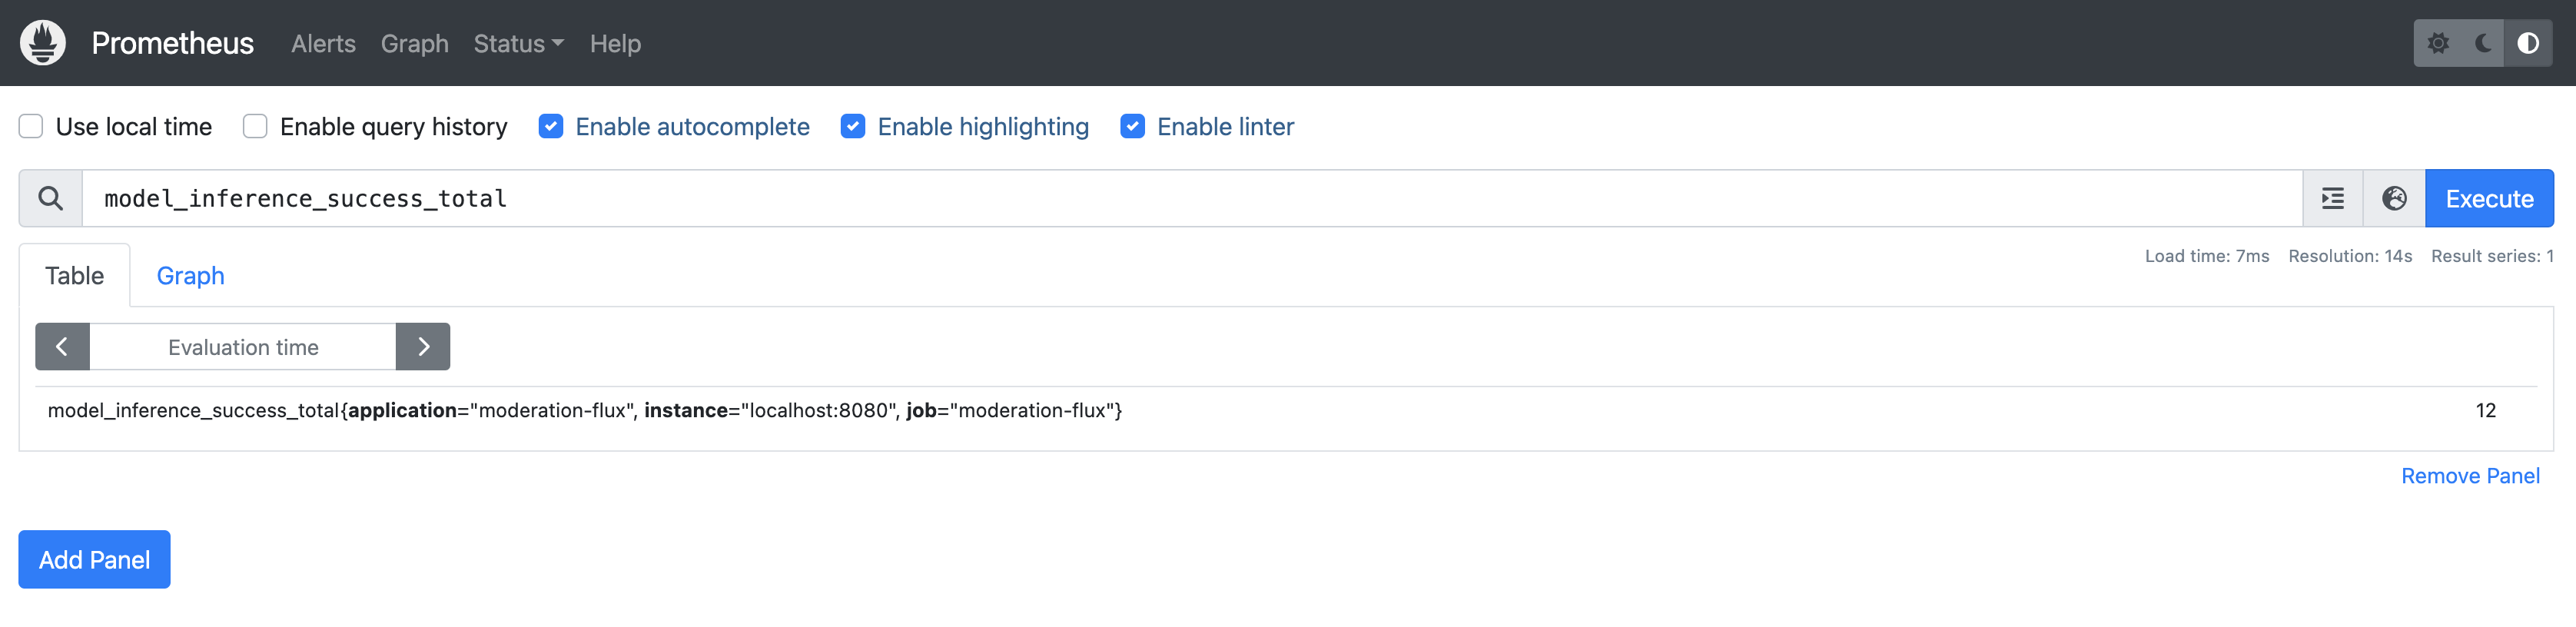 Prometheus Alerts Graph Status Help
Use local time Enable query history Enable autocomplete Enable highlighting Enable linter
model_inference_success_total Execute
Table Graph Load time: 7ms Resolution: 14s Result series: 1
Evaluation time
model_inference_success_total{application="moderation-flux", instance="localhost:8080", job="moderation-flux"} 12
Remove Panel
Add Panel